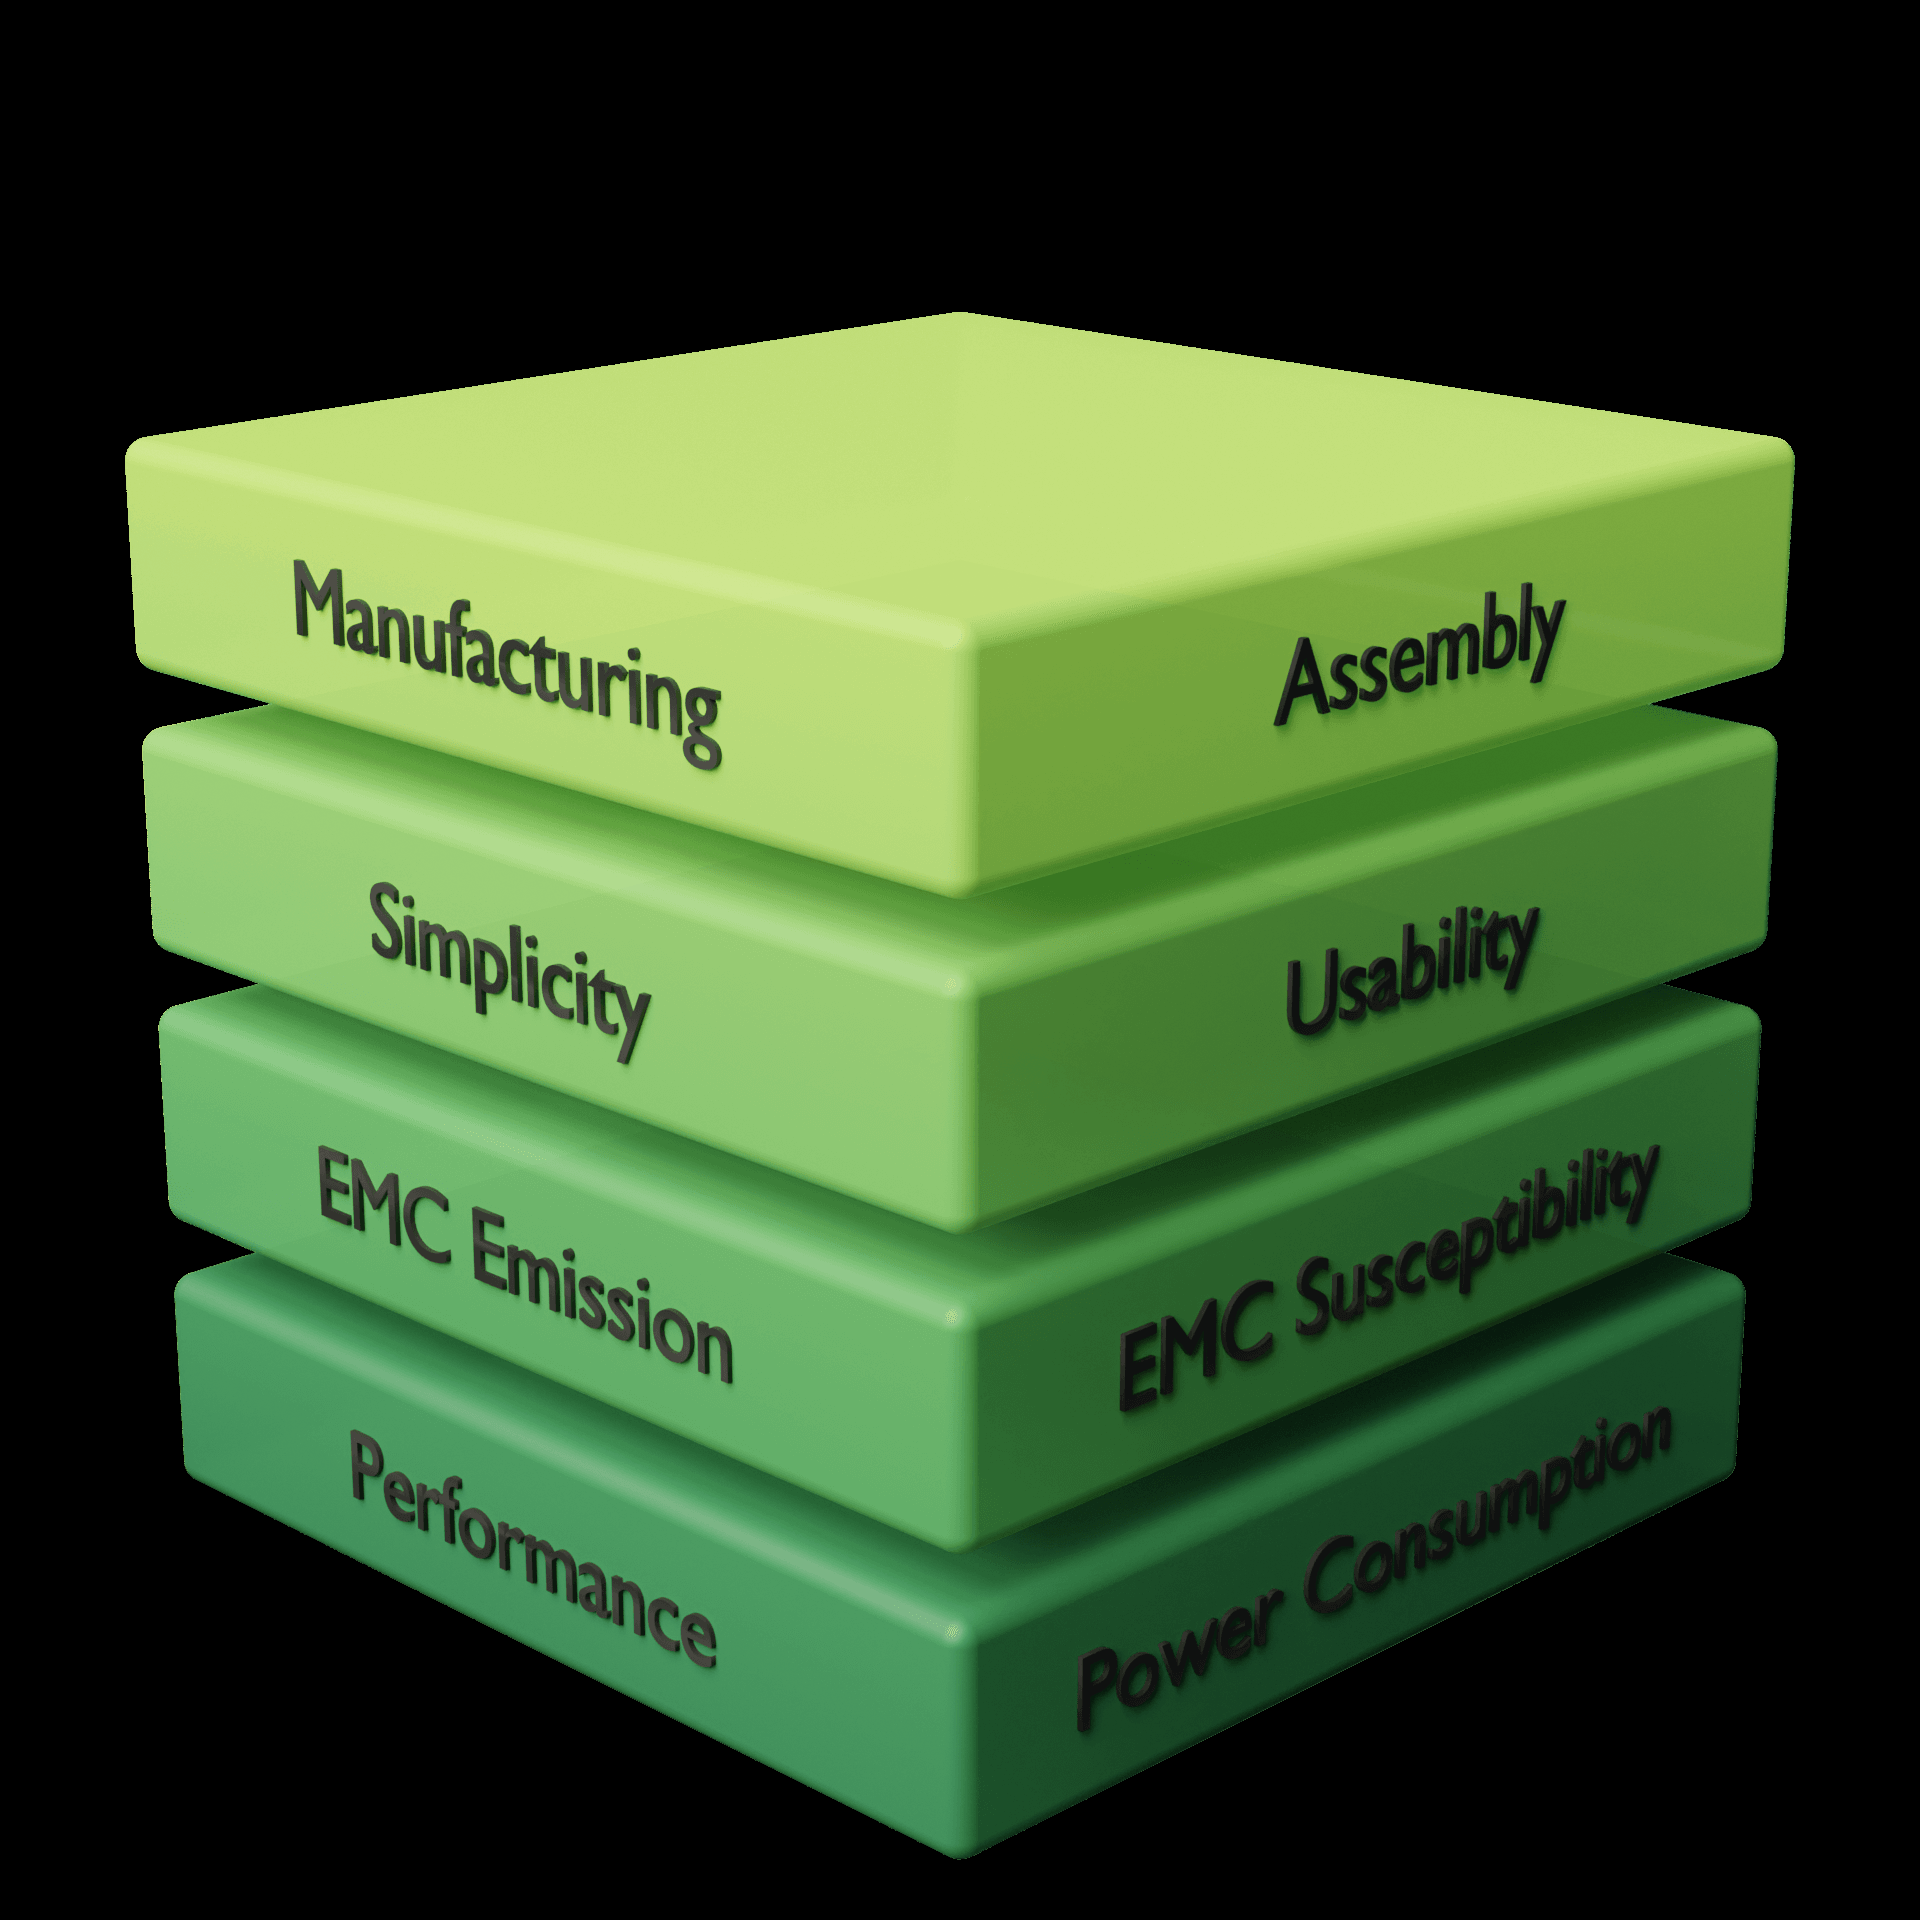 Manufacturing
Assembly
Simplicity
Usability
EMC Emission
EMC Susceptibility
Performance
Power Consumption